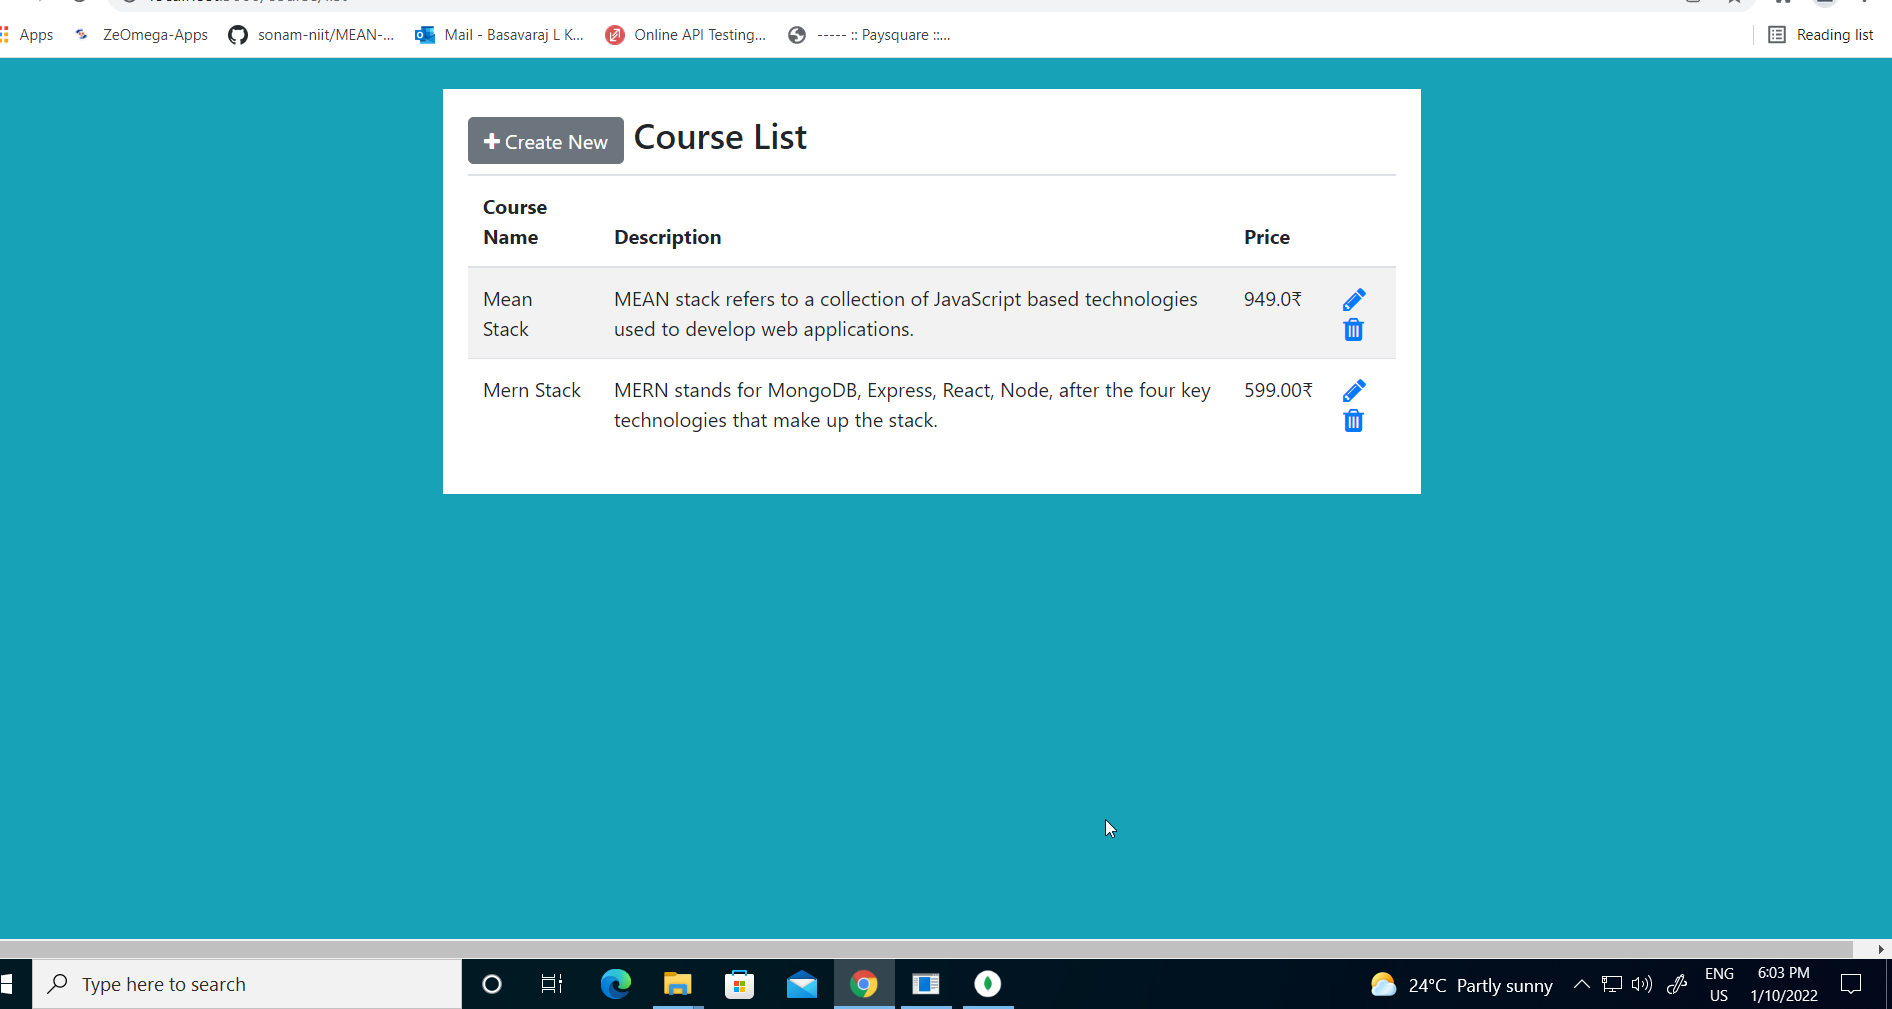 Apps ZeOmega-Apps sonam-niit/MEAN-... Mail - Basavaraj L K... Online API Testing... ----- :: Paysquare ::... Reading list
Create New Course List
Course
Name Description Price
Mean MEAN stack refers to a collection of JavaScript based technologies 949.0₹
Stack used to develop web applications.
Mern Stack MERN stands for MongoDB, Express, React, Node, after the four key 599.00₹
technologies that make up the stack.
Type here to search 24°C Partly sunny ENG 6:03 PM
US 1/10/2022